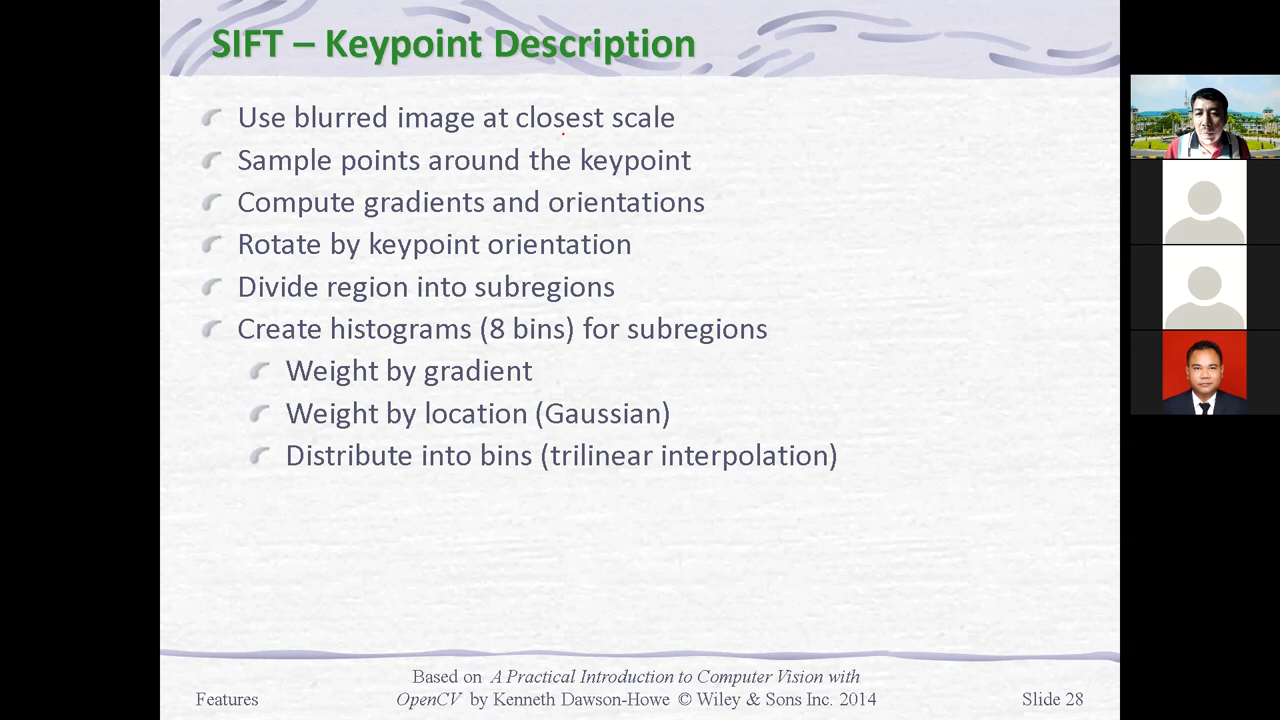 SIFT – Keypoint Description
Use blurred image at closest scale
Sample points around the keypoint
Compute gradients and orientations
Rotate by keypoint orientation
Divide region into subregions
Create histograms (8 bins) for subregions
Weight by gradient
Weight by location (Gaussian)
Distribute into bins (trilinear interpolation)
Based on A Practical Introduction to Computer Vision with
Features
OpenCV by Kenneth Dawson-Howe © Wiley & Sons Inc. 2014
Slide 28